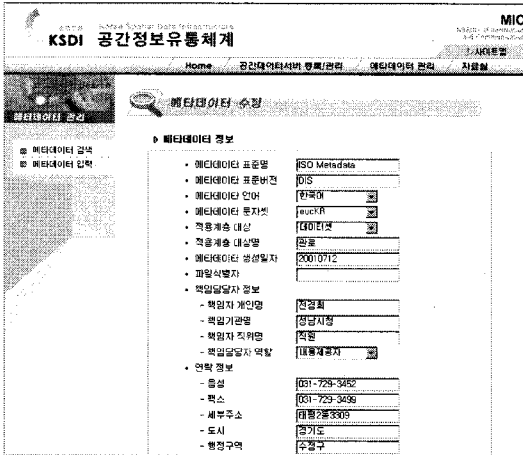 Korea Spatial Data Infrastructure
KSDI 공간정보유통체계
MIC
사이트맵
Home 공간데이터서버 등록/관리 메타데이터 관리 자료실
메타데이터 관리
메타데이터 수정
메타데이터 검색
메타데이터 입력
메타데이터 정보
• 메타데이터 표준명 ISO Metadata
• 메타데이터 표준버전 DIS
• 메타데이터 언어 한국어
• 메타데이터 문자셋 eucKR
• 적용계층 대상 데이터셋
• 적용계층 대상명 관로
• 메타데이터 생성일자 20010712
• 파일식별자
• 책임담당자 정보
- 책임자 개인명 전경희
- 책임기관명 성남시청
- 책임자 직위명 직원
- 책임담당자 역할 내용제공자
• 연락 정보
- 음성 031-729-3452
- 팩스 031-729-3499
- 세부주소 태평2동3309
- 도시 경기도
- 행정구역 수정구